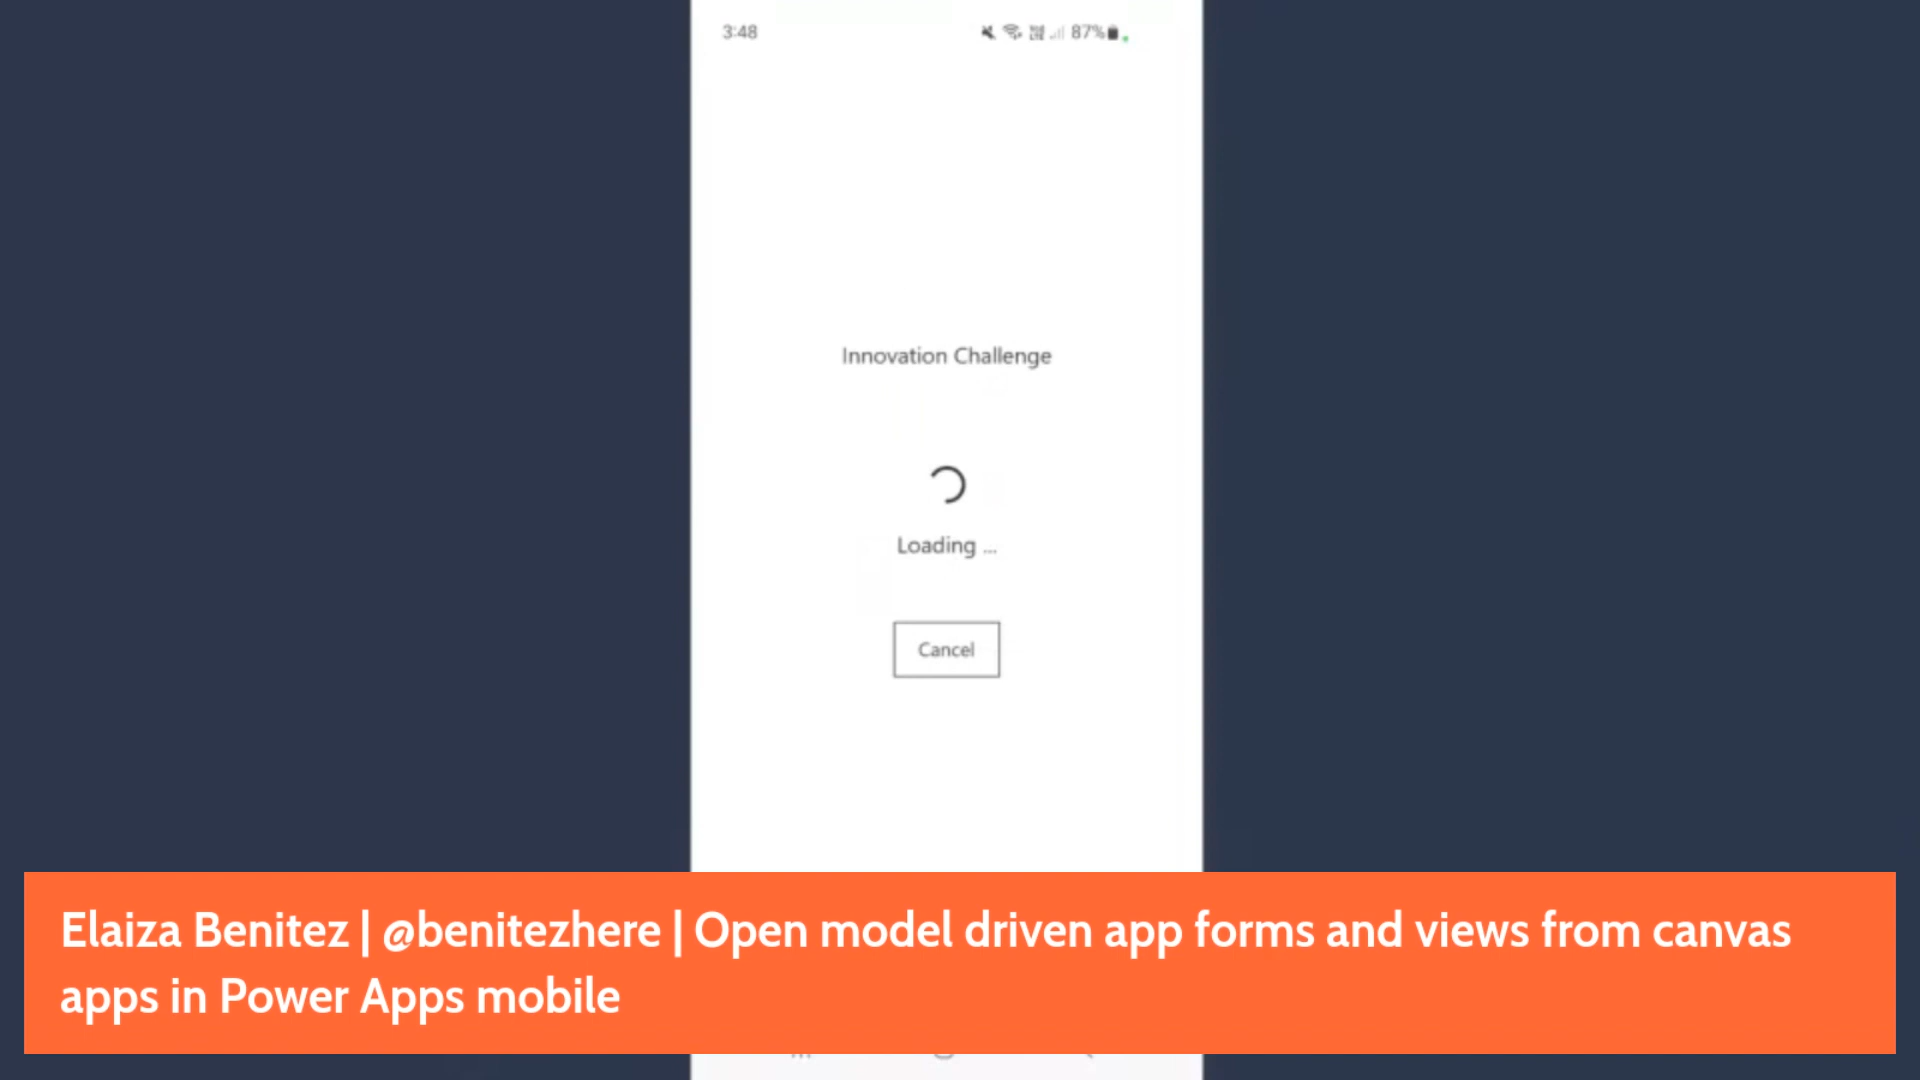 3:48
87%
Innovation Challenge
Loading ...
Cancel
Elaiza Benitez | @benitezhere | Open model driven app forms and views from canvas
apps in Power Apps mobile